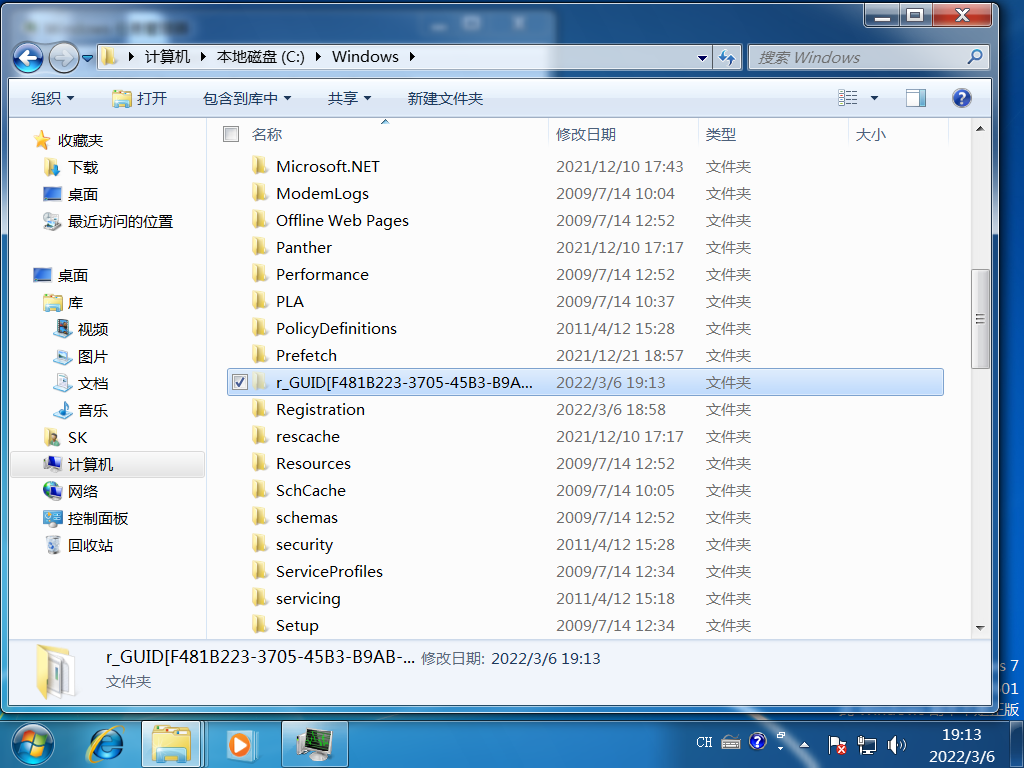 计算机 本地磁盘 (C:) Windows
搜索 Windows
组织 打开 包含到库中 共享 新建文件夹
收藏夹
下载
桌面
最近访问的位置
桌面
库
视频
图片
文档
音乐
SK
计算机
网络
控制面板
回收站
名称 修改日期 类型 大小
Microsoft.NET 2021/12/10 17:43 文件夹
ModemLogs 2009/7/14 10:04 文件夹
Offline Web Pages 2009/7/14 12:52 文件夹
Panther 2021/12/10 17:17 文件夹
Performance 2009/7/14 12:52 文件夹
PLA 2009/7/14 10:37 文件夹
PolicyDefinitions 2011/4/12 15:28 文件夹
Prefetch 2021/12/21 18:57 文件夹
r_GUID[F481B223-3705-45B3-B9A... 2022/3/6 19:13 文件夹
Registration 2022/3/6 18:58 文件夹
rescache 2021/12/10 17:17 文件夹
Resources 2009/7/14 12:52 文件夹
SchCache 2009/7/14 10:05 文件夹
schemas 2009/7/14 12:52 文件夹
security 2011/4/12 15:28 文件夹
ServiceProfiles 2009/7/14 12:34 文件夹
servicing 2011/4/12 15:18 文件夹
Setup 2009/7/14 12:34 文件夹
r_GUID[F481B223-3705-45B3-B9AB-... 修改日期: 2022/3/6 19:13
文件夹
s 7
01
正版
CH
19:13
2022/3/6